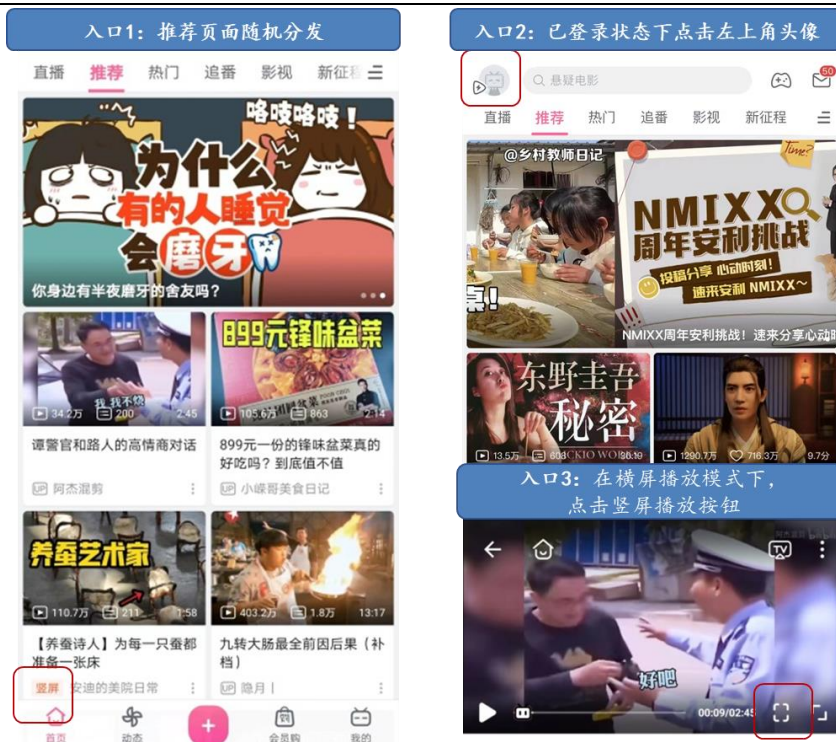 入口1: 推荐页面随机分发
直播 推荐 热门 追番 影视 新征程
咯吱咯吱！
为什么
有的人睡觉
会磨牙
你身边有半夜磨牙的舍友吗？
我 我不烧
34.2万 200 2:45
谭警官和路人的高情商对话
UP 阿杰混剪
899元锋味盆菜
105.6万 863 2:14
899元一份的锋味盆菜真的
好吃吗？到底值不值
UP 小嵘哥美食日记
养蚕艺术家
110.7万 211 1:58
【养蚕诗人】为每一只蚕都
准备一张床
竖屏 安迪的美院日常
403.2万 1.8万 13:17
九转大肠最全前因后果（补
档）
UP 隐月丨
首页 动态 会员购 我的
入口2: 已登录状态下点击左上角头像
悬疑电影
50
直播 推荐 热门 追番 影视 新征程
@乡村教师日记
Time?
NMIXX
周年安利挑战
投稿分享 心动时刻！
速来安利 NMIXX～
桌！
NMIXX周年安利挑战！速来分享心动时
东野圭吾
秘密
13.5万 608 30:19
1290.7万 716.3万 9.7分
入口3: 在横屏播放模式下,
点击竖屏播放按钮
TV
好吧
00:09/02:45